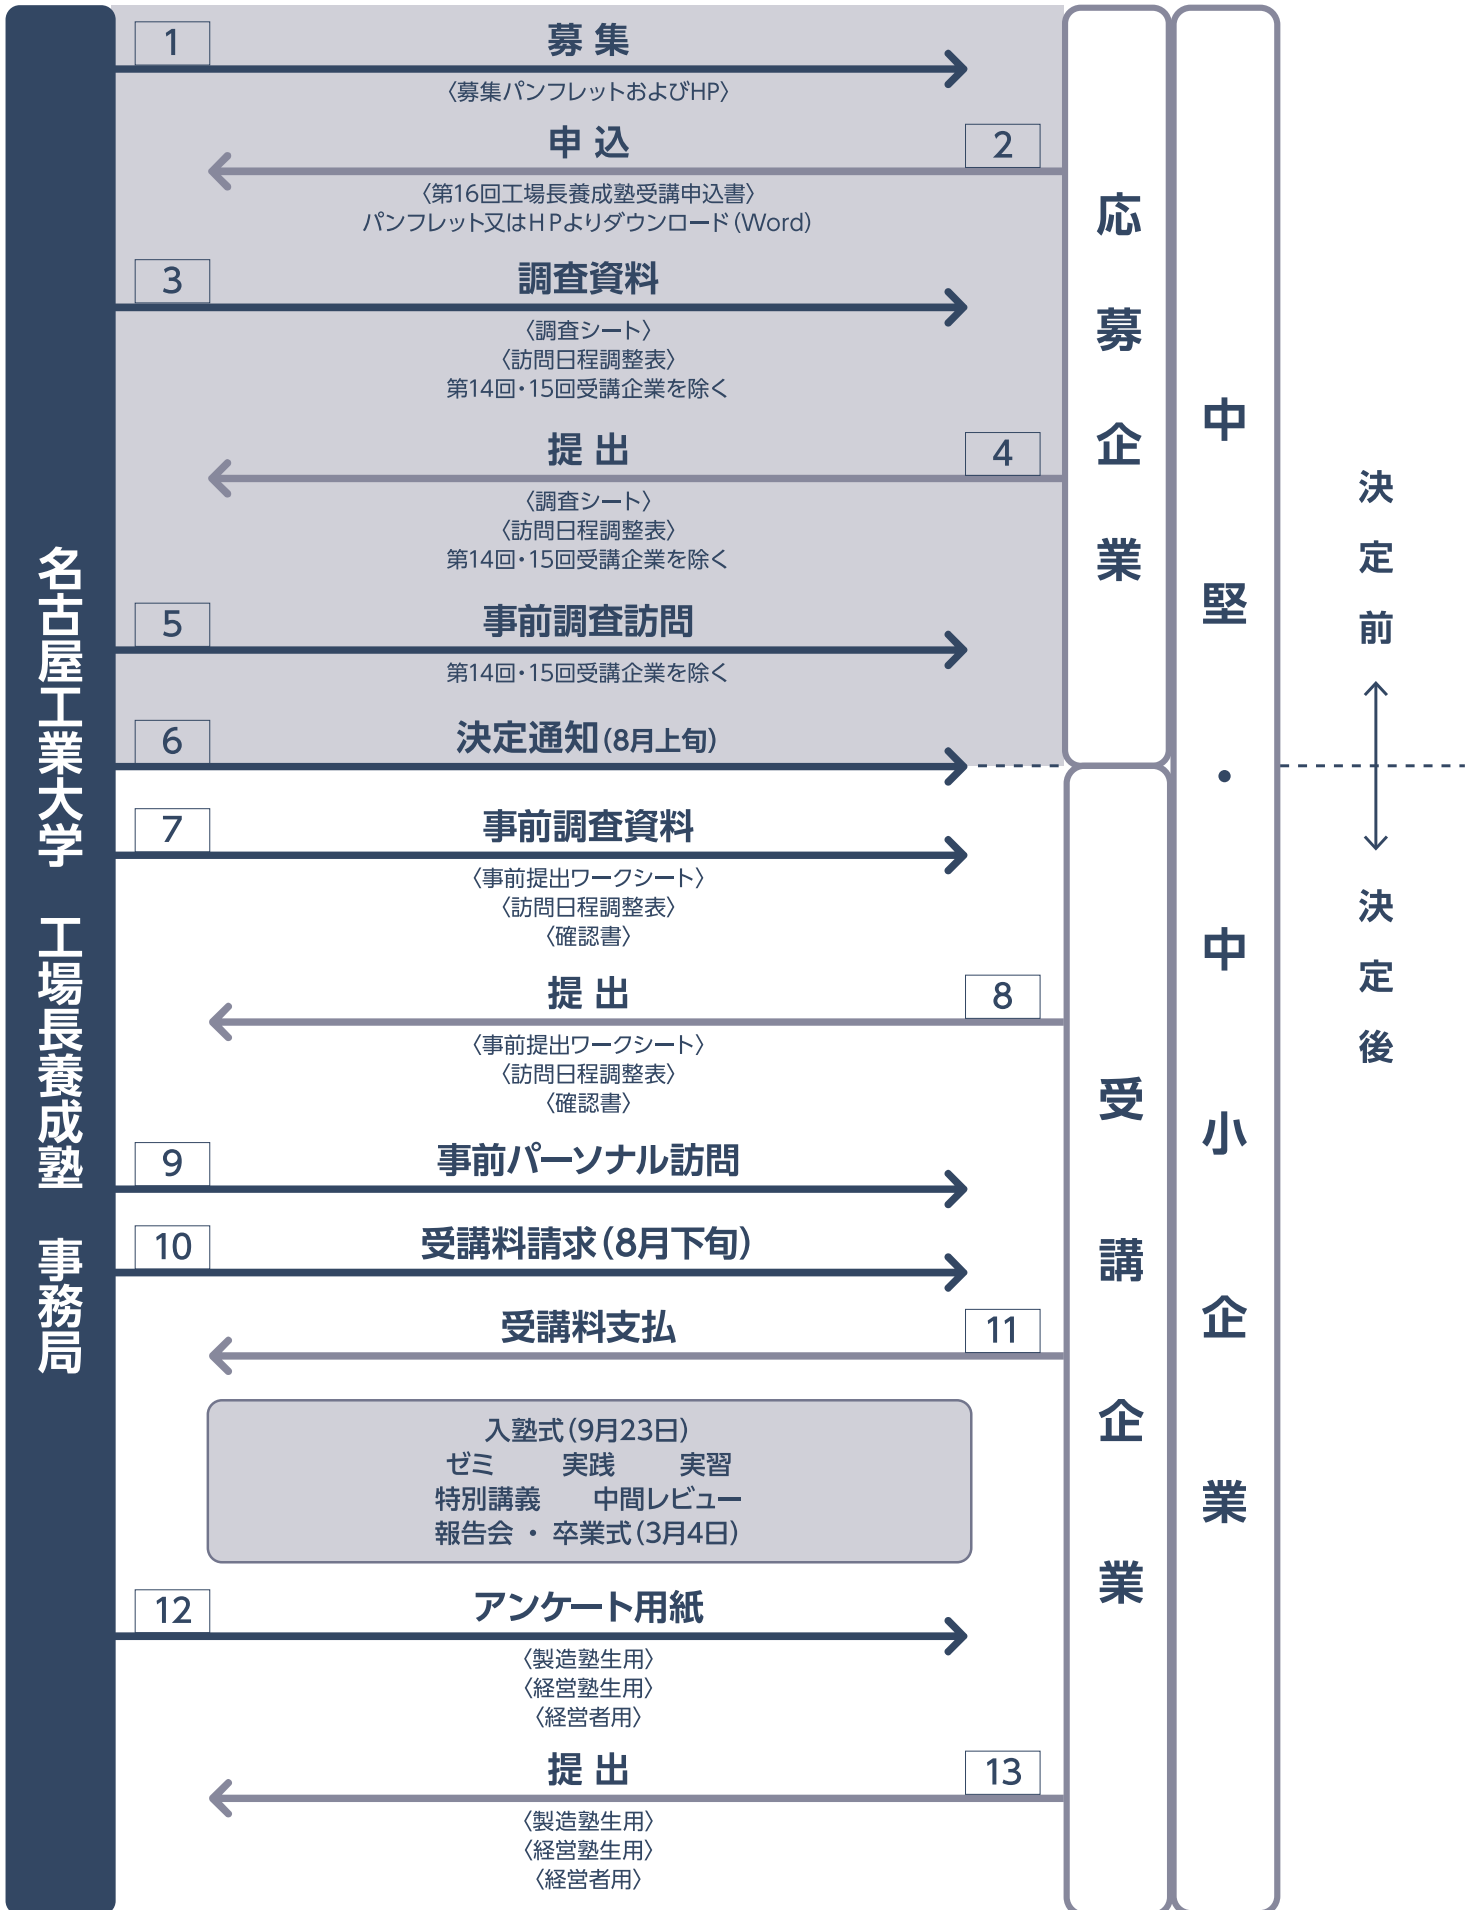 名古屋工業大学 工場長養成塾 事務局
1
募 集
〈募集パンフレットおよびHP〉
2
申 込
〈第16回工場長養成塾受講申込書〉
パンフレット又はHPよりダウンロード(Word)
3
調査資料
〈調査シート〉
〈訪問日程調整表〉
第14回・15回受講企業を除く
4
提 出
〈調査シート〉
〈訪問日程調整表〉
第14回・15回受講企業を除く
5
事前調査訪問
第14回・15回受講企業を除く
6
決定通知(8月上旬)
7
事前調査資料
〈事前提出ワークシート〉
〈訪問日程調整表〉
〈確認書〉
8
提 出
〈事前提出ワークシート〉
〈訪問日程調整表〉
〈確認書〉
9
事前パーソナル訪問
10
受講料請求(8月下旬)
11
受講料支払
入塾式(9月23日)
ゼミ 実践 実習
特別講義 中間レビュー
報告会 ・ 卒業式(3月4日)
12
アンケート用紙
〈製造塾生用〉
〈経営塾生用〉
〈経営者用〉
13
提 出
〈製造塾生用〉
〈経営塾生用〉
〈経営者用〉
応募企業
受講企業
中堅・中小企業
決定前
決定後